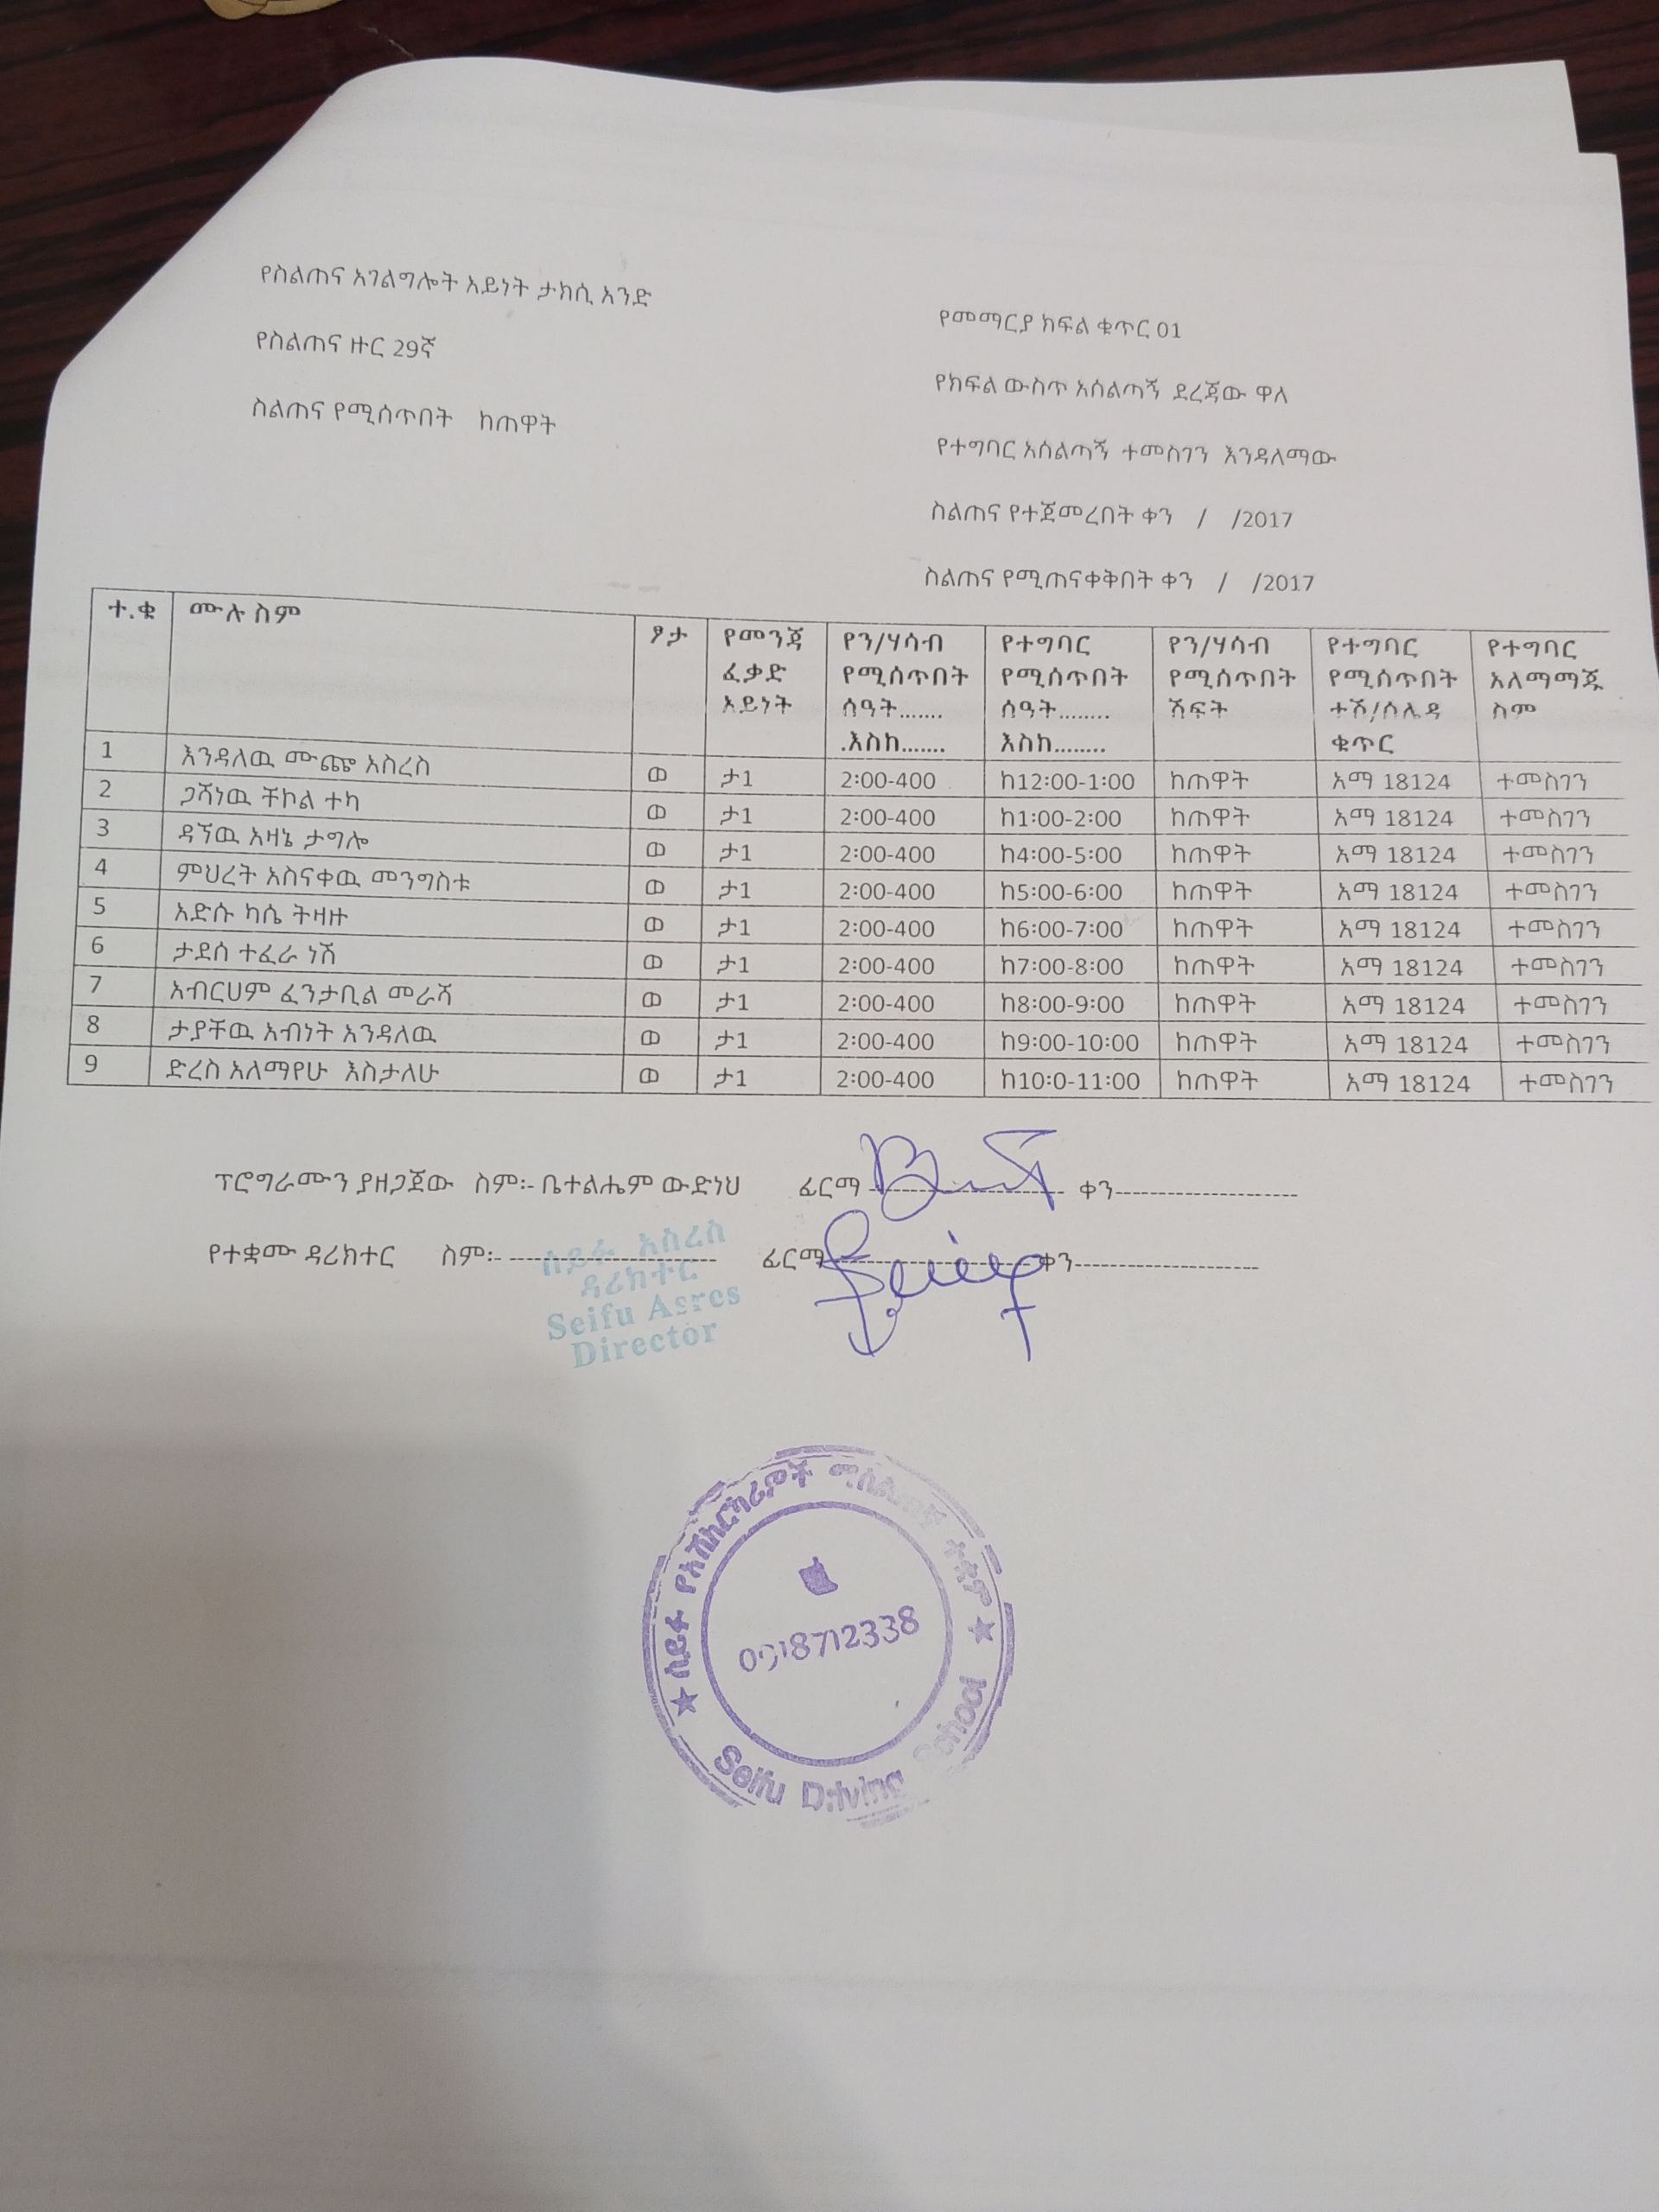 የስልጠና አገልግሎት አይነት ታክሲ አንድ
የስልጠና ዙር 29ኛ
ስልጠና የሚሰጥበት ከጠዋት
የመማርያ ክፍል ቁጥር 01
የክፍል ውስጥ አሰልጣኝ ደረጃው ዋለ
የተግባር አሰልጣኝ ተመስገን እንዳለማው
ስልጠና የተጀመረበት ቀን / /2017
ስልጠና የሚጠናቀቅበት ቀን / /2017
ተ.ቁ ሙሉ ስም ፆታ የመንጃ ፈቃድ አይነት የን/ሃሳብ የሚሰጥበት ሰዓት....... .እስከ....... የተግባር የሚሰጥበት ሰዓት........ እስከ........ የን/ሃሳብ የሚሰጥበት ሽፍት የተግባር የሚሰጥበት ተሽ/ሰሌዳ ቁጥር የተግባር አለማማጁ ስም
1 እንዳለዉ ሙጬ አስረስ ወ ታ1 2:00-400 ከ12:00-1:00 ከጠዋት አማ 18124 ተመስገን
2 ጋሻነዉ ቸኮል ተካ ወ ታ1 2:00-400 ከ1:00-2:00 ከጠዋት አማ 18124 ተመስገን
3 ዳኘዉ አዛኔ ታግሎ ወ ታ1 2:00-400 ከ4:00-5:00 ከጠዋት አማ 18124 ተመስገን
4 ምህረት አስናቀዉ መንግስቱ ወ ታ1 2:00-400 ከ5:00-6:00 ከጠዋት አማ 18124 ተመስገን
5 አድሱ ካሴ ትዛዙ ወ ታ1 2:00-400 ከ6:00-7:00 ከጠዋት አማ 18124 ተመስገን
6 ታደሰ ተፈራ ነሽ ወ ታ1 2:00-400 ከ7:00-8:00 ከጠዋት አማ 18124 ተመስገን
7 አብርሀም ፈንታቢል መራሻ ወ ታ1 2:00-400 ከ8:00-9:00 ከጠዋት አማ 18124 ተመስገን
8 ታያቸዉ አብነት አንዳለዉ ወ ታ1 2:00-400 ከ9:00-10:00 ከጠዋት አማ 18124 ተመስገን
9 ድረስ አለማየሁ እስታለሁ ወ ታ1 2:00-400 ከ10:0-11:00 ከጠዋት አማ 18124 ተመስገን
ፕሮግራሙን ያዘጋጀው ስም፡- ቤተልሔም ውድነህ ፊርማ ---------------------- ቀን---------------------
የተቋሙ ዳሪክተር ስም፡- ------------------------ ፊርማ------------------------ ቀን---------------------
ሰይፉ አስረስ
ዳሪክተር
Seifu Asres
Director
ሰይፉ ተሽከርካሪዎች ማሰልጠኛ ተቋም
0918712338
Seifu Driving School